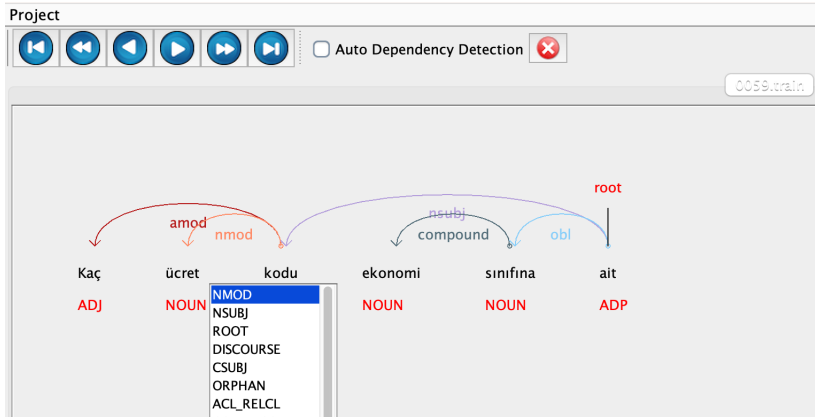 Project
Auto Dependency Detection
0059.train
root
nsubj
amod
nmod
compound
obl
Kaç ücret kodu ekonomi sınıfına ait
ADJ NOUN NOUN NOUN ADP
NMOD
NSUBJ
ROOT
DISCOURSE
CSUBJ
ORPHAN
ACL_RELCL